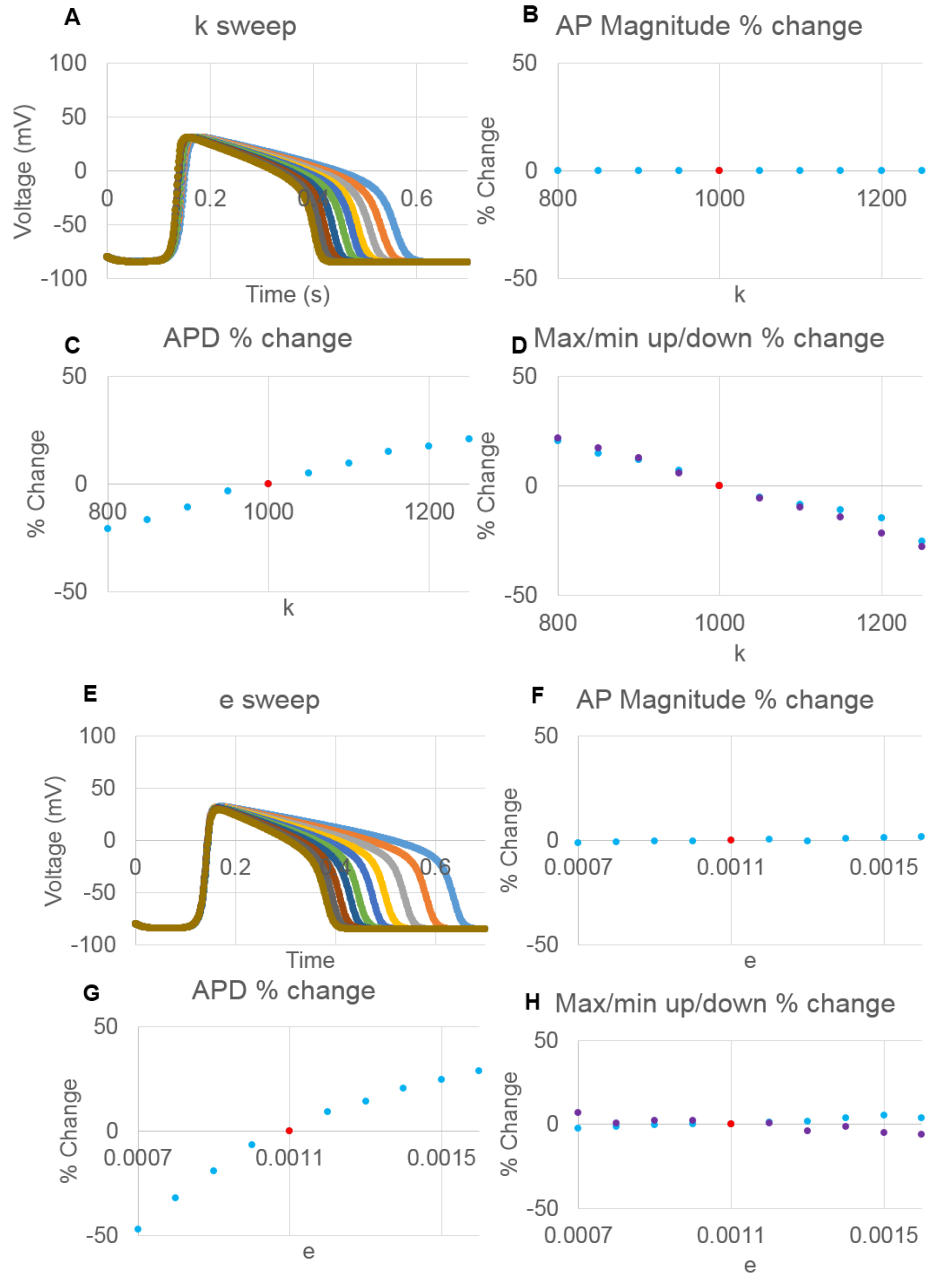 A
k sweep
100
50
0
-50
-100
Voltage (mV)
0
0.2
0.4
0.6
Time (s)
B
AP Magnitude % change
50
0
-50
% Change
800
1000
1200
k
C
APD % change
50
0
-50
% Change
800
1000
1200
k
D
Max/min up/down % change
50
0
-50
% Change
800
1000
1200
k
E
e sweep
100
50
0
-50
-100
Voltage (mV)
0
0.2
0.4
0.6
Time
F
AP Magnitude % change
50
0
-50
% Change
0.0007
0.0011
0.0015
e
G
APD % change
50
0
-50
% Change
0.0007
0.0011
0.0015
e
H
Max/min up/down % change
50
0
-50
% Change
0.0007
0.0011
0.0015
e